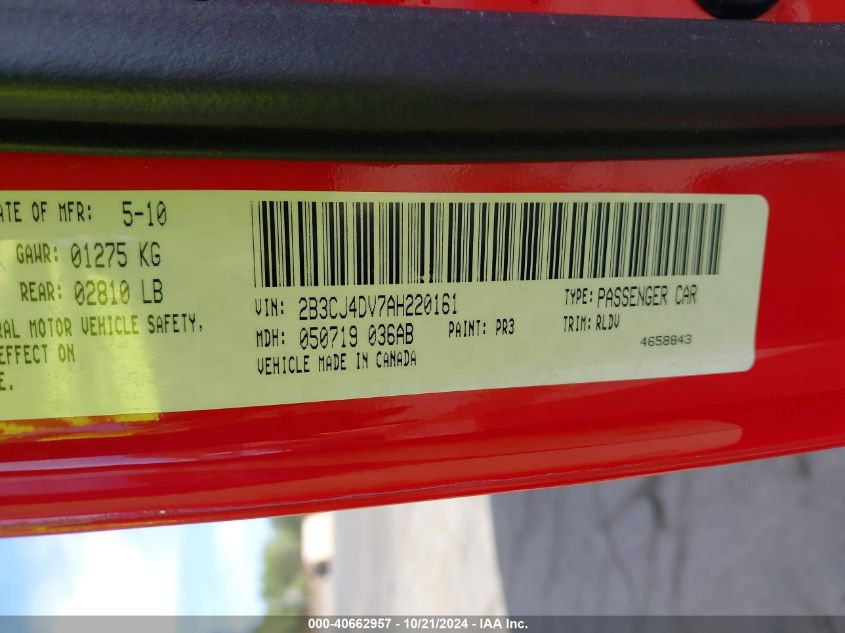 ATE OF MFR: 5-10
GAWR: 01275 KG
REAR: 02810 LB
RAL MOTOR VEHICLE SAFETY,
EFFECT ON
E.
VIN: 2B3CJ4DV7AH220161
TYPE: PASSENGER CAR
MDH: 050719 036AB
PAINT: PR3
TRIM: RLDV
VEHICLE MADE IN CANADA
4658843
000-40662957 - 10/21/2024 - IAA Inc.